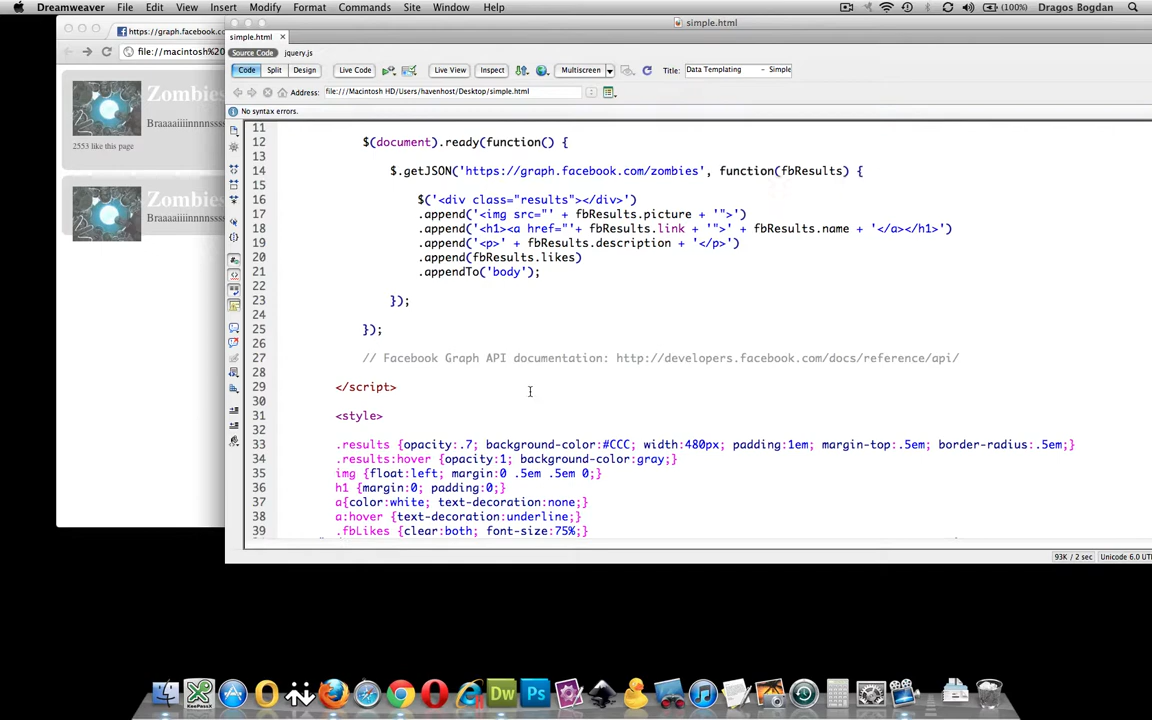 Dreamweaver File Edit View Insert Modify Format Commands Site Window Help (100%) Dragos Bogdan
simple.html
https://graph.facebook.co
simple.html
file://macintosh%20
Source Code jquery.js
Code Split Design Live Code Live View Inspect Multiscreen Title: Data Templating - Simple
Address: file:///Macintosh HD/Users/havenhost/Desktop/simple.html
No syntax errors.
Zombies
Braaaaiiiinnnnssss
2553 like this page
Zombies
Braaaaiiiinnnnssss
11
12 $(document).ready(function() {
13
14 $.getJSON('https://graph.facebook.com/zombies', function(fbResults) {
15
16 $('<div class="results"></div>')
17 .append('<img src="' + fbResults.picture + '">')
18 .append('<h1><a href="'+ fbResults.link + '">' + fbResults.name + '</a></h1>')
19 .append('<p>' + fbResults.description + '</p>')
20 .append(fbResults.likes)
21 .appendTo('body');
22
23 });
24
25 });
26
27 // Facebook Graph API documentation: http://developers.facebook.com/docs/reference/api/
28
29 </script>
30
31 <style>
32
33 .results {opacity:.7; background-color:#CCC; width:480px; padding:1em; margin-top:.5em; border-radius:.5em;}
34 .results:hover {opacity:1; background-color:gray;}
35 img {float:left; margin:0 .5em .5em 0;}
36 h1 {margin:0; padding:0;}
37 a{color:white; text-decoration:none;}
38 a:hover {text-decoration:underline;}
39 .fbLikes {clear:both; font-size:75%;}
93K / 2 sec Unicode 6.0 UTF
Dw Ps